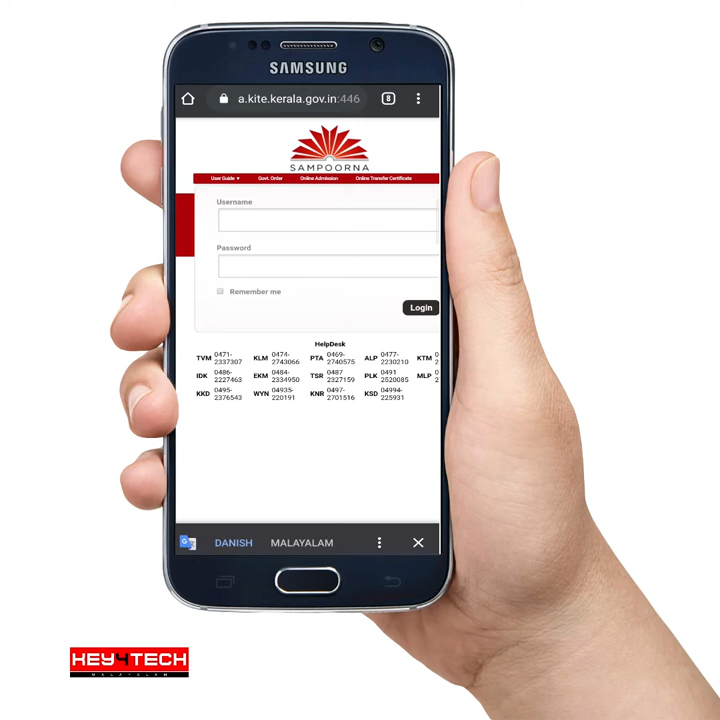 SAMSUNG
a.kite.kerala.gov.in:446
8
SAMPOORNA
User Guide ▼ Govt. Order Online Admission Online Transfer Certificate
Username
Password
Remember me
Login
HelpDesk
TVM 0471-2337307 KLM 0474-2743066 PTA 0469-2740575 ALP 0477-2230210 KTM 0
IDK 0486-2227463 EKM 0484-2334950 TSR 0487 2327159 PLK 0491 2520085 MLP 0
KKD 0495-2376543 WYN 04935-220191 KNR 0497-2701516 KSD 04994-225931
G DANISH MALAYALAM
HEY4TECH
MALAYALAM